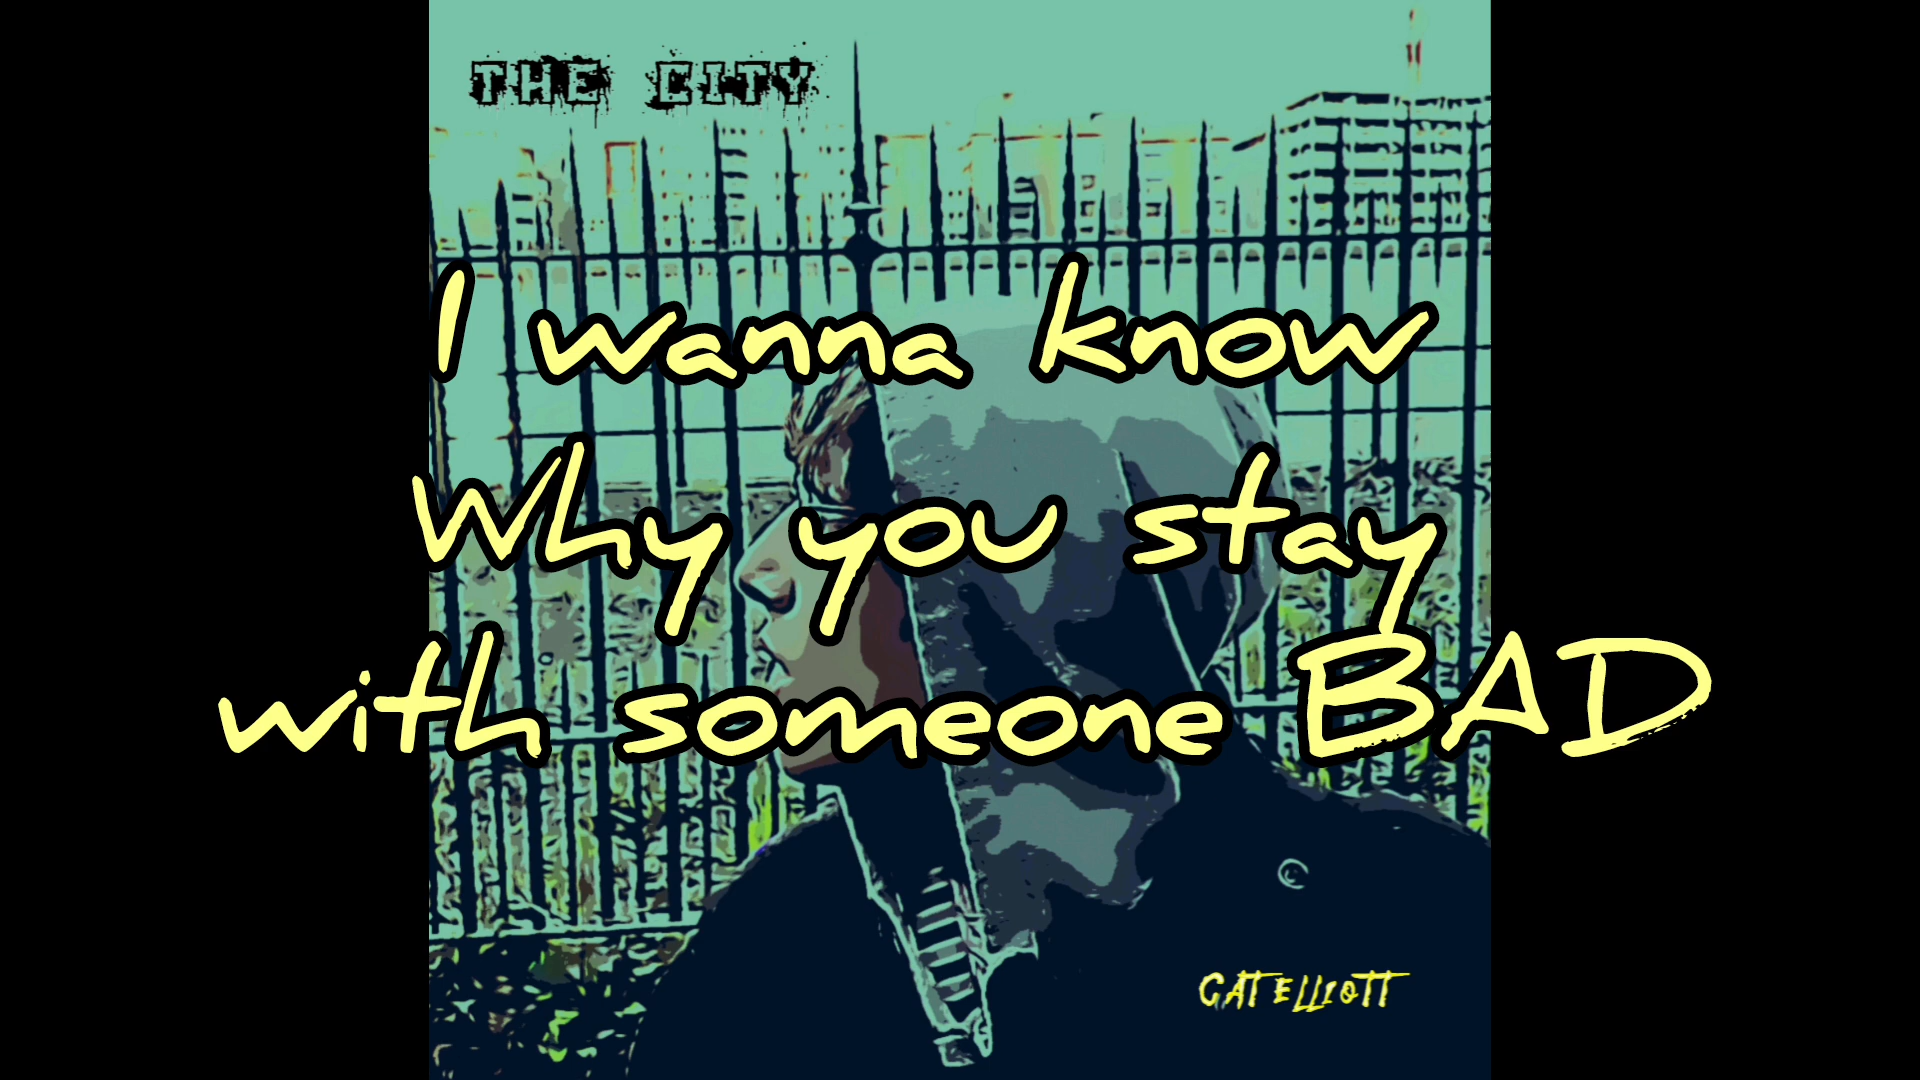 THE CITY
I wanna know
Why you stay
with someone BAD
CAT ELLIOTT